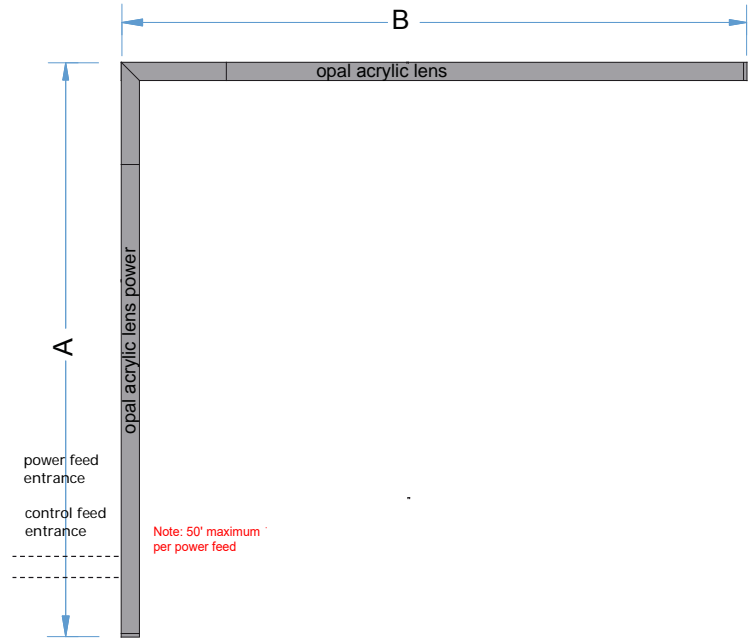 B
opal acrylic lens
opal acrylic lens power
A
power feed
entrance
control feed
entrance
Note: 50' maximum
per power feed